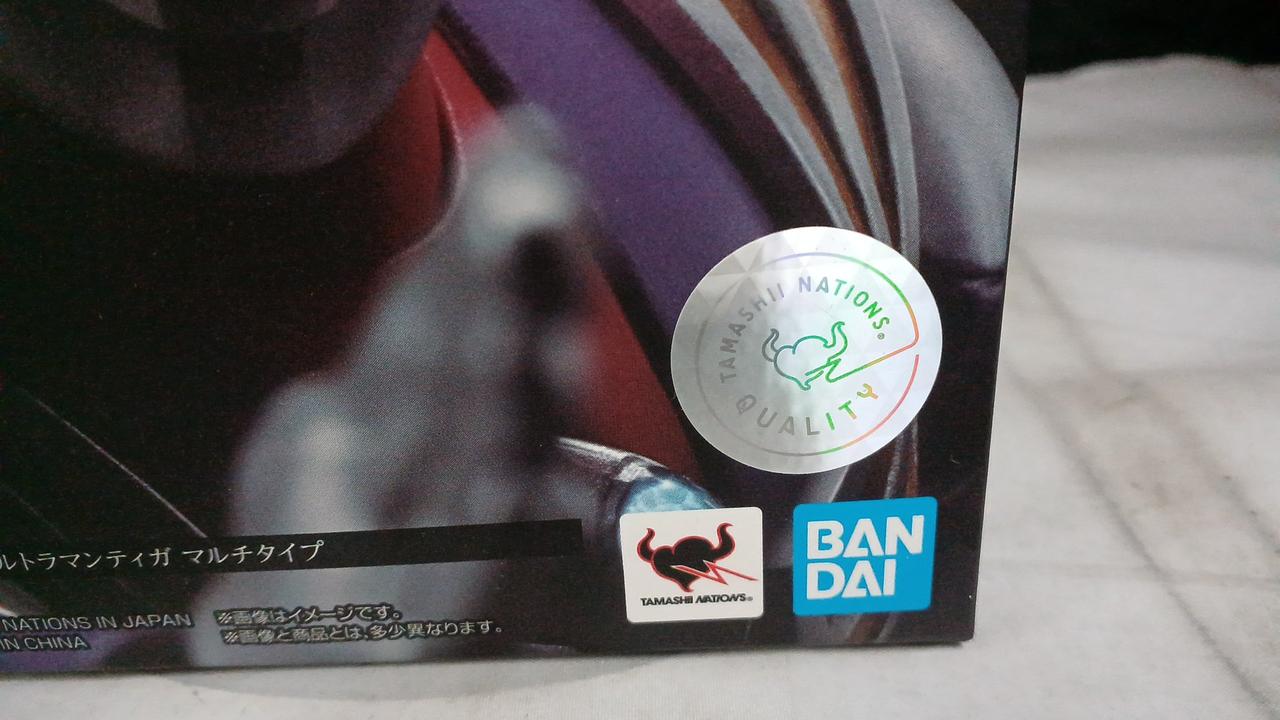 TAMASHII NATIONS®
QUALITY
ルトラマンティガ マルチタイプ
NATIONS IN JAPAN
IN CHINA
※画像はイメージです。
※画像と商品とは、多少異なります。
TAMASHII NATIONS®
BAN
DAI